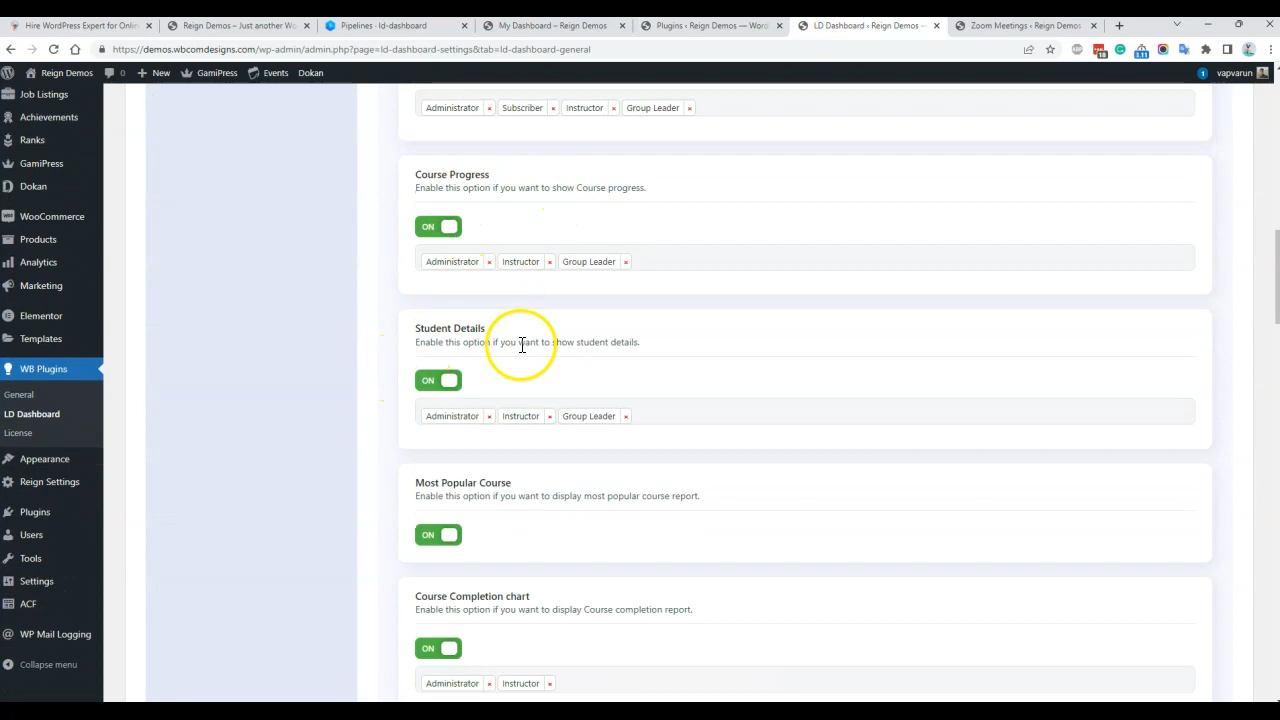 Hire WordPress Expert for Onlin
Reign Demos – Just another Wo
Pipelines · ld-dashboard
My Dashboard – Reign Demos
Plugins ‹ Reign Demos — Word
LD Dashboard › Reign Demos —
Zoom Meetings ‹ Reign Demos
https://demos.wbcomdesigns.com/wp-admin/admin.php?page=ld-dashboard-settings&tab=ld-dashboard-general
18
1.11
Reign Demos
0
New
GamiPress
Events
Dokan
1
vapvarun
Job Listings
Achievements
Ranks
GamiPress
Dokan
WooCommerce
Products
Analytics
Marketing
Elementor
Templates
WB Plugins
General
LD Dashboard
License
Appearance
Reign Settings
Plugins
Users
Tools
Settings
ACF
WP Mail Logging
Collapse menu
Administrator × Subscriber × Instructor × Group Leader ×
Course Progress
Enable this option if you want to show Course progress.
ON
Administrator × Instructor × Group Leader ×
Student Details
Enable this option if you want to show student details.
ON
Administrator × Instructor × Group Leader ×
Most Popular Course
Enable this option if you want to display most popular course report.
ON
Course Completion chart
Enable this option if you want to display Course completion report.
ON
Administrator × Instructor ×